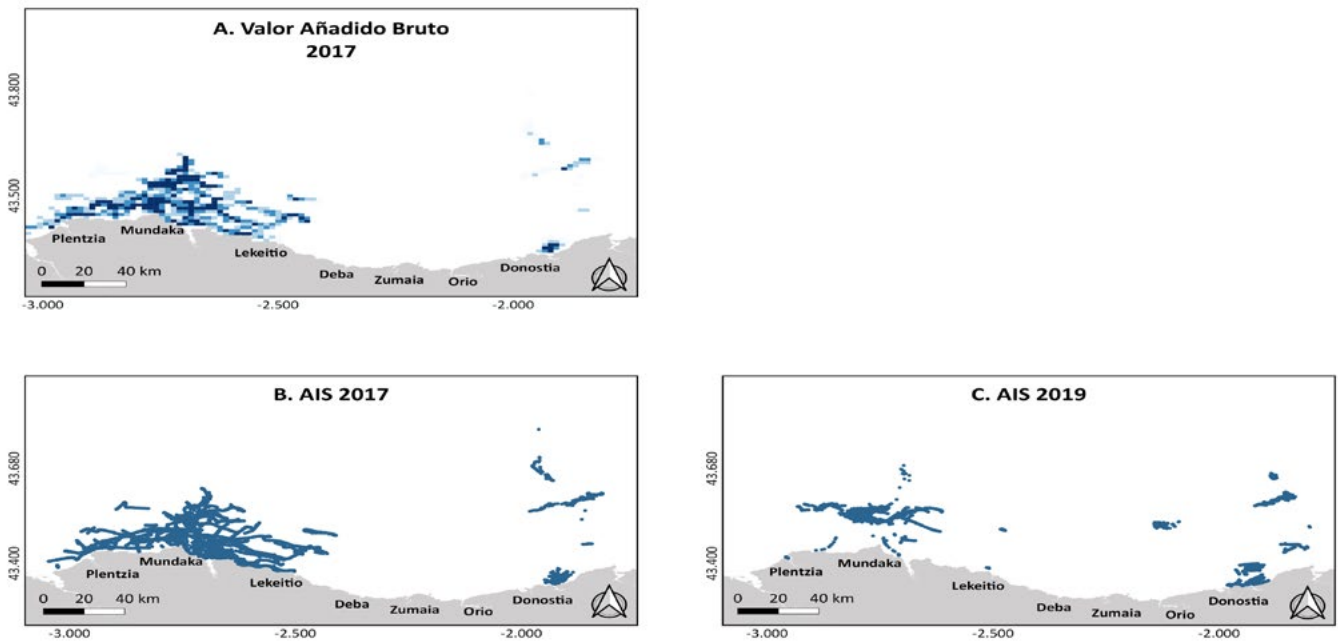 A. Valor Añadido Bruto
2017
43.800
43.500
Plentzia
Mundaka
Lekeitio
Deba
Zumaia
Orio
Donostia
0 20 40 km
-3.000 -2.500 -2.000
B. AIS 2017
43.680
43.400
Plentzia
Mundaka
Lekeitio
Deba
Zumaia
Orio
Donostia
0 20 40 km
-3.000 -2.500 -2.000
C. AIS 2019
43.680
43.400
Plentzia
Mundaka
Lekeitio
Deba
Zumaia
Orio
Donostia
0 20 40 km
-3.000 -2.500 -2.000